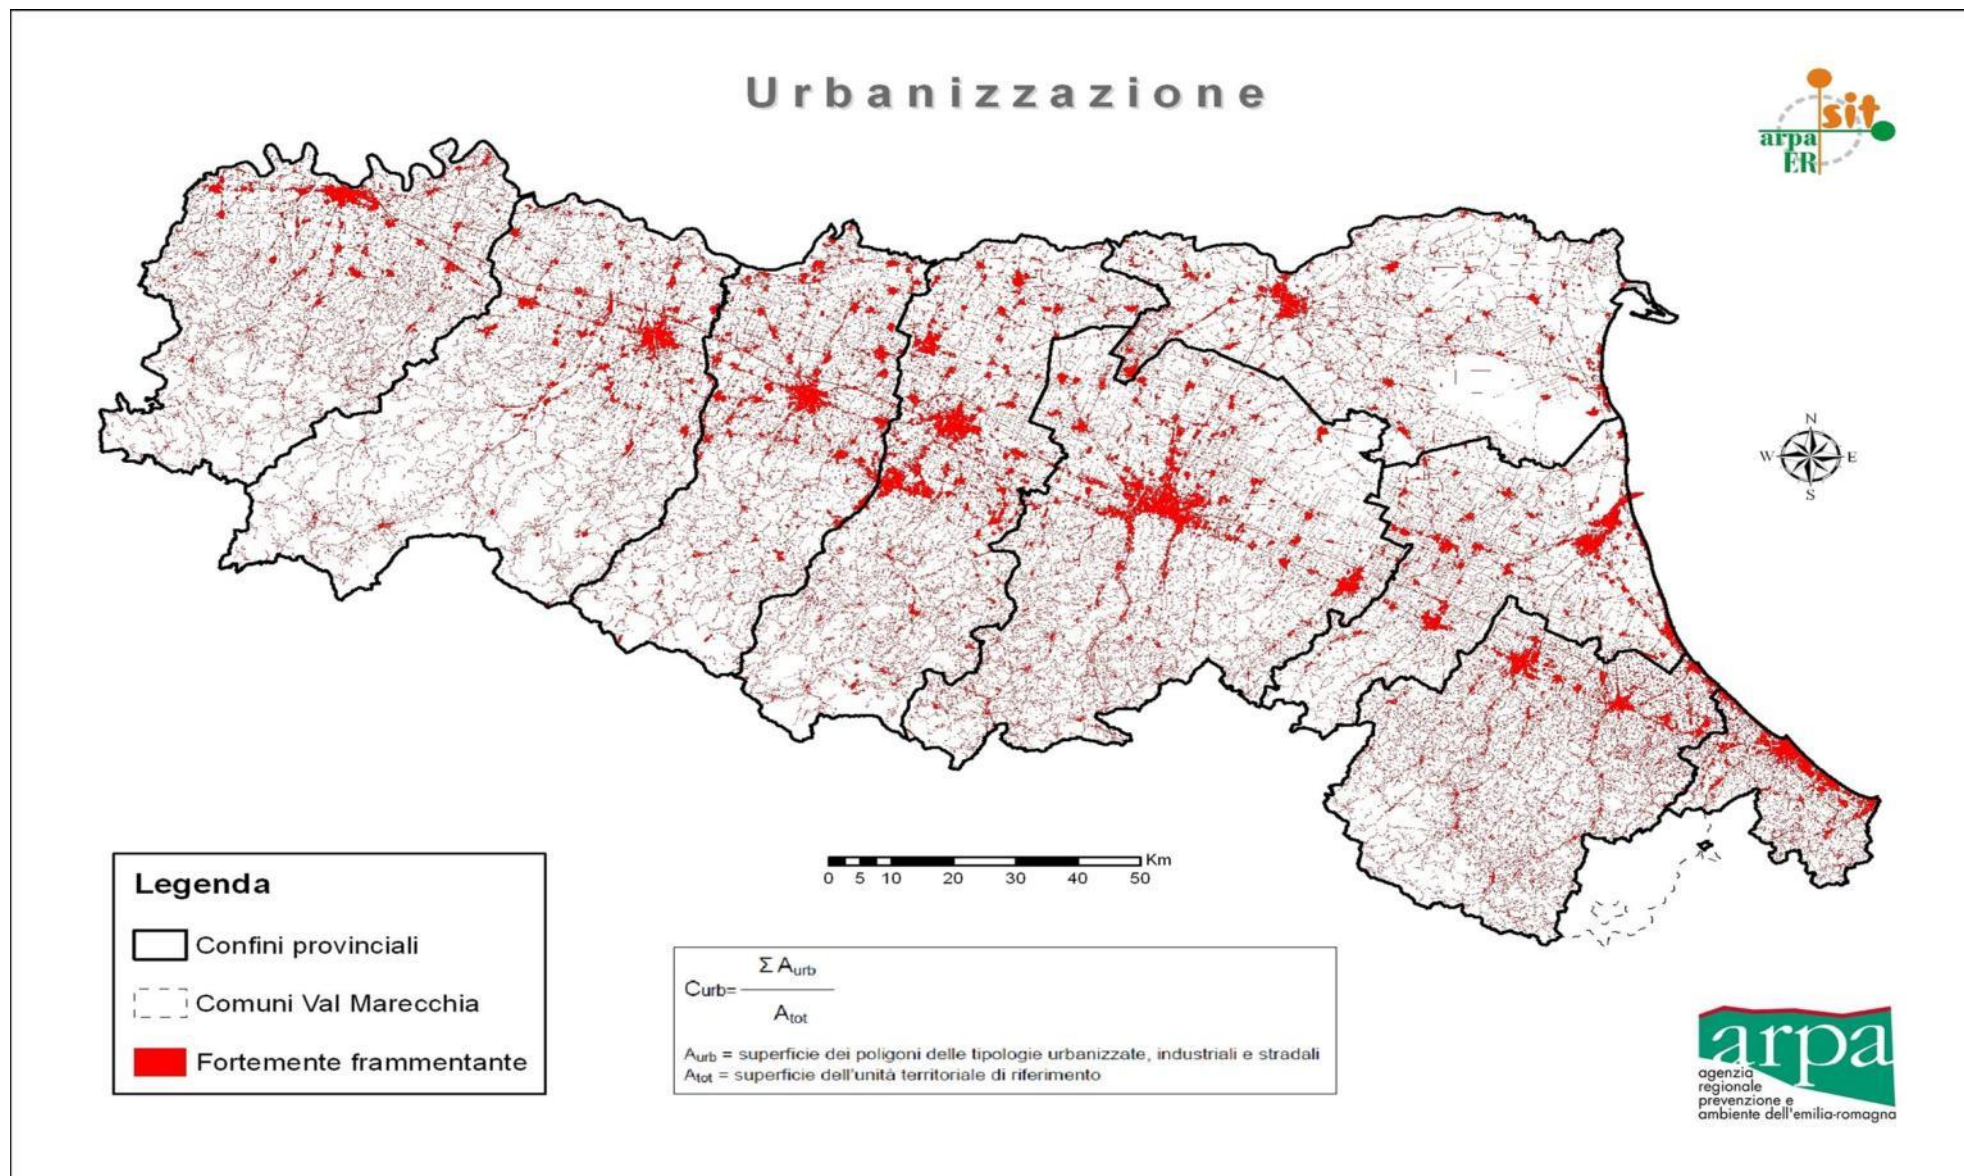 Urbanizzazione
sit
arpa
ER
N
W E
S
Km
0 5 10 20 30 40 50
Legenda
Confini provinciali
Comuni Val Marecchia
Fortemente frammentante
Σ Aurb
Curb=
Atot
Aurb = superficie dei poligoni delle tipologie urbanizzate, industriali e stradali
Atot = superficie dell'unità territoriale di riferimento
arpa
agenzia
regionale
prevenzione e
ambiente dell'emilia-romagna